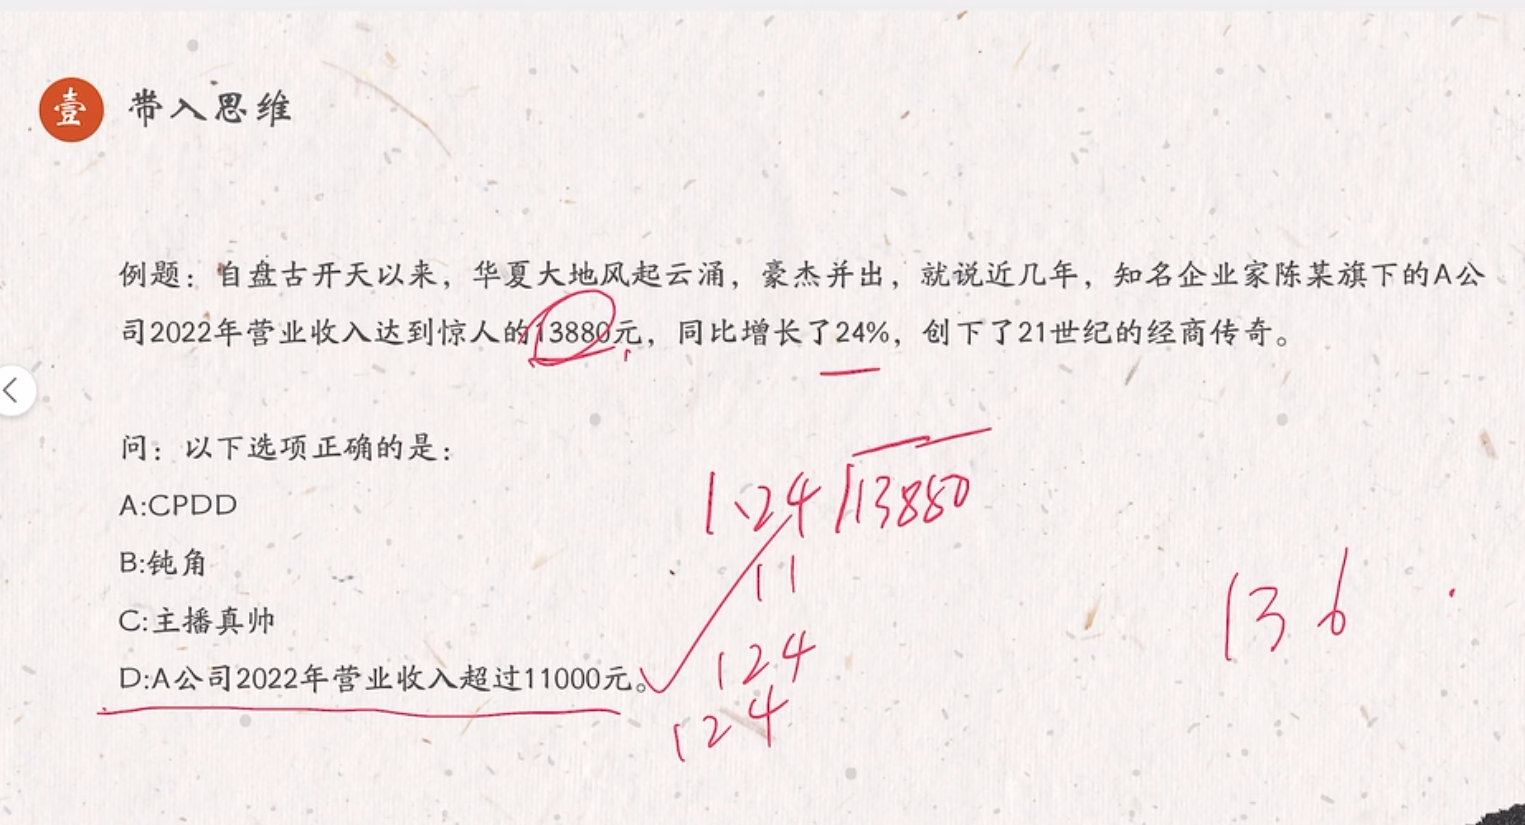 壹 带入思维
例题：自盘古开天以来，华夏大地风起云涌，豪杰并出，就说近几年，知名企业家陈某旗下的A公
司2022年营业收入达到惊人的13880元，同比增长了24%，创下了21世纪的经商传奇。
问：以下选项正确的是：
A:CPDD
B:钝角
C:主播真帅
D:A公司2022年营业收入超过11000元。
1.24 13880
11
124
124
136